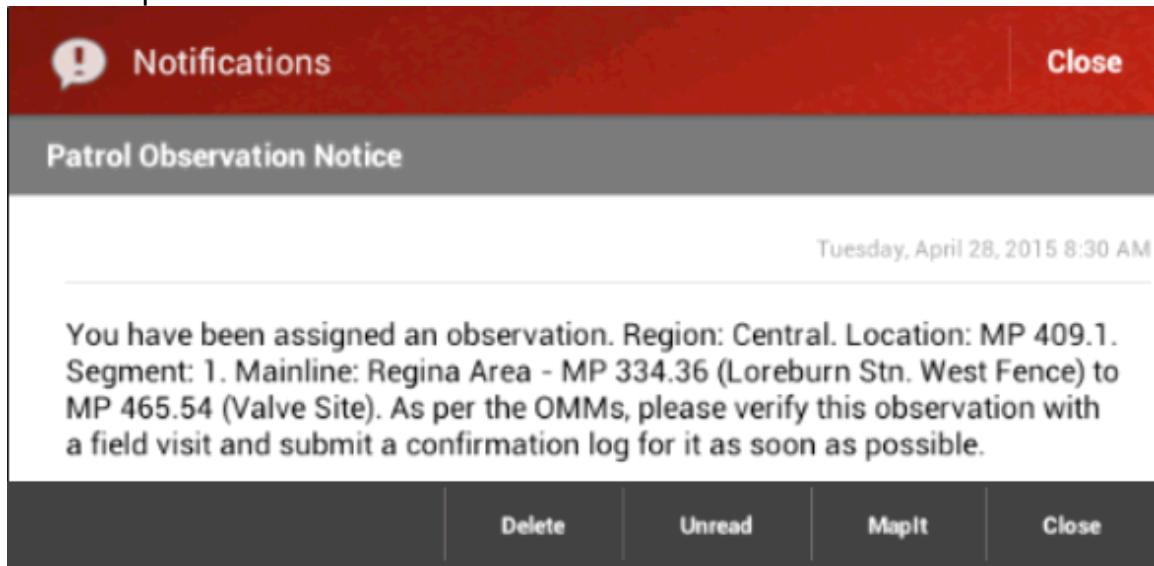 Notifications
Close
Patrol Observation Notice
Tuesday, April 28, 2015 8:30 AM
You have been assigned an observation. Region: Central. Location: MP 409.1.
Segment: 1. Mainline: Regina Area - MP 334.36 (Loreburn Stn. West Fence) to
MP 465.54 (Valve Site). As per the OMMs, please verify this observation with
a field visit and submit a confirmation log for it as soon as possible.
Delete
Unread
MapIt
Close